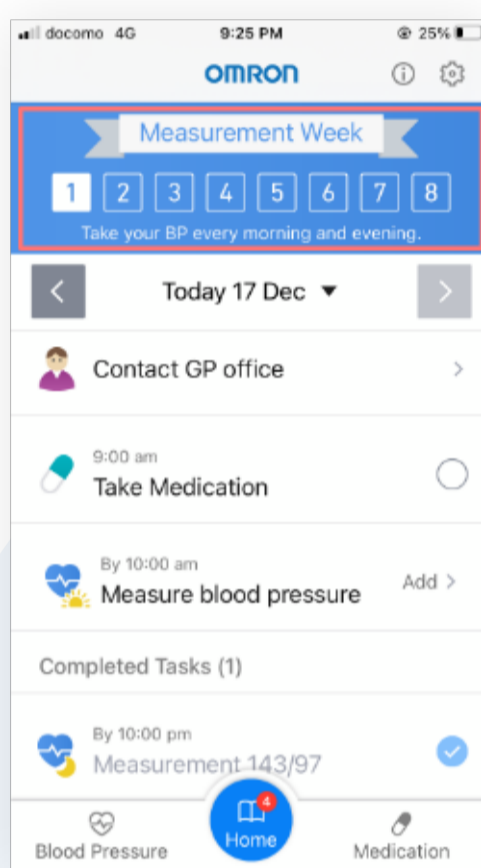 docomo 4G 9:25 PM 25%
OMRON
Measurement Week
1 2 3 4 5 6 7 8
Take your BP every morning and evening.
< Today 17 Dec ▼ >
Contact GP office >
9:00 am
Take Medication
By 10:00 am
Measure blood pressure Add >
Completed Tasks (1)
By 10:00 pm
Measurement 143/97
4
Blood Pressure Home Medication